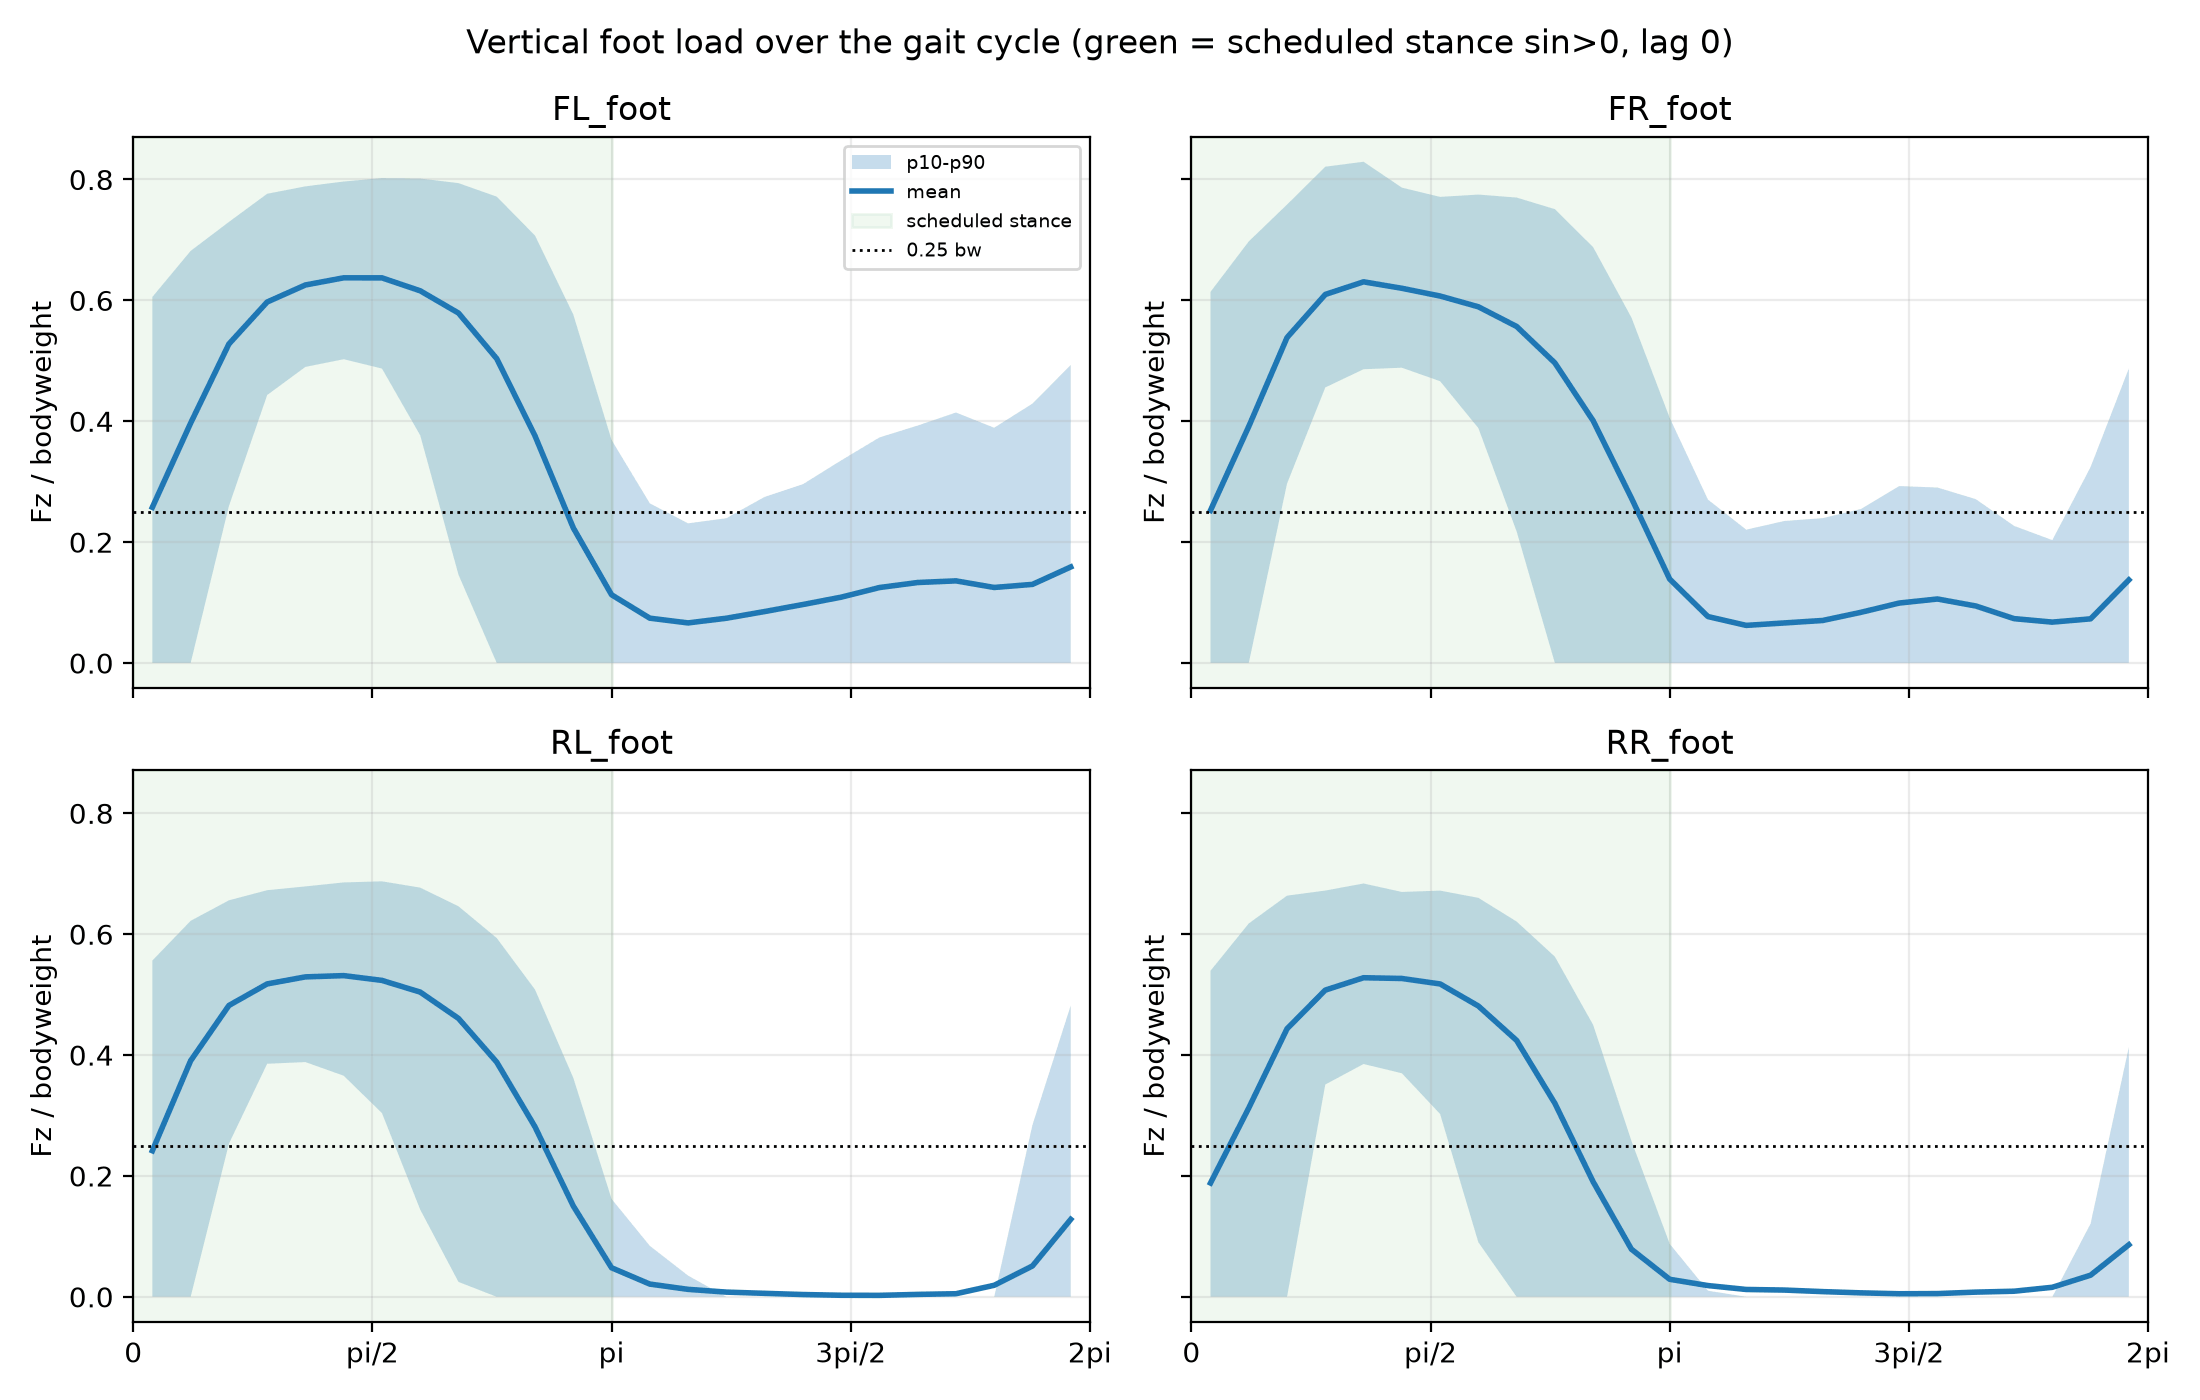 Vertical foot load over the gait cycle (green = scheduled stance sin>0, lag 0)
FL_foot
FR_foot
p10-p90
mean
scheduled stance
0.25 bw
Fz / bodyweight
0.8
0.6
0.4
0.2
0.0
Fz / bodyweight
RL_foot
RR_foot
Fz / bodyweight
0.8
0.6
0.4
0.2
0.0
Fz / bodyweight
0
pi/2
pi
3pi/2
2pi
0
pi/2
pi
3pi/2
2pi